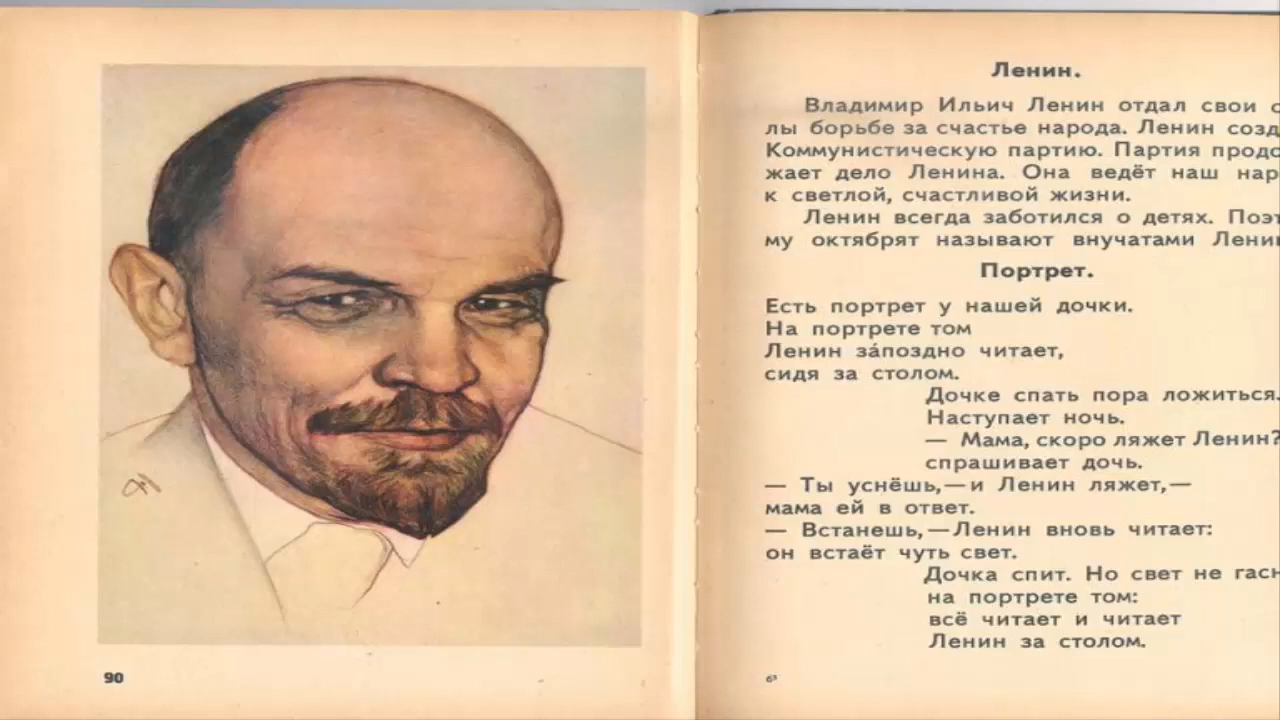 Ленин.
Владимир Ильич Ленин отдал свои
лы борьбе за счастье народа. Ленин созд
Коммунистическую партию. Партия продо
жает дело Ленина. Она ведёт наш нар
к светлой, счастливой жизни.
Ленин всегда заботился о детях. Поэт
му октябрят называют внучатами Ленин
Портрет.
Есть портрет у нашей дочки.
На портрете том
Ленин зáпоздно читает,
сидя за столом.
Дочке спать пора ложиться.
Наступает ночь.
— Мама, скоро ляжет Ленин?
спрашивает дочь.
— Ты уснёшь,—и Ленин ляжет,—
мама ей в ответ.
— Встанешь,—Ленин вновь читает:
он встаёт чуть свет.
Дочка спит. Но свет не гасн
на портрете том:
всё читает и читает
Ленин за столом.
90
6³